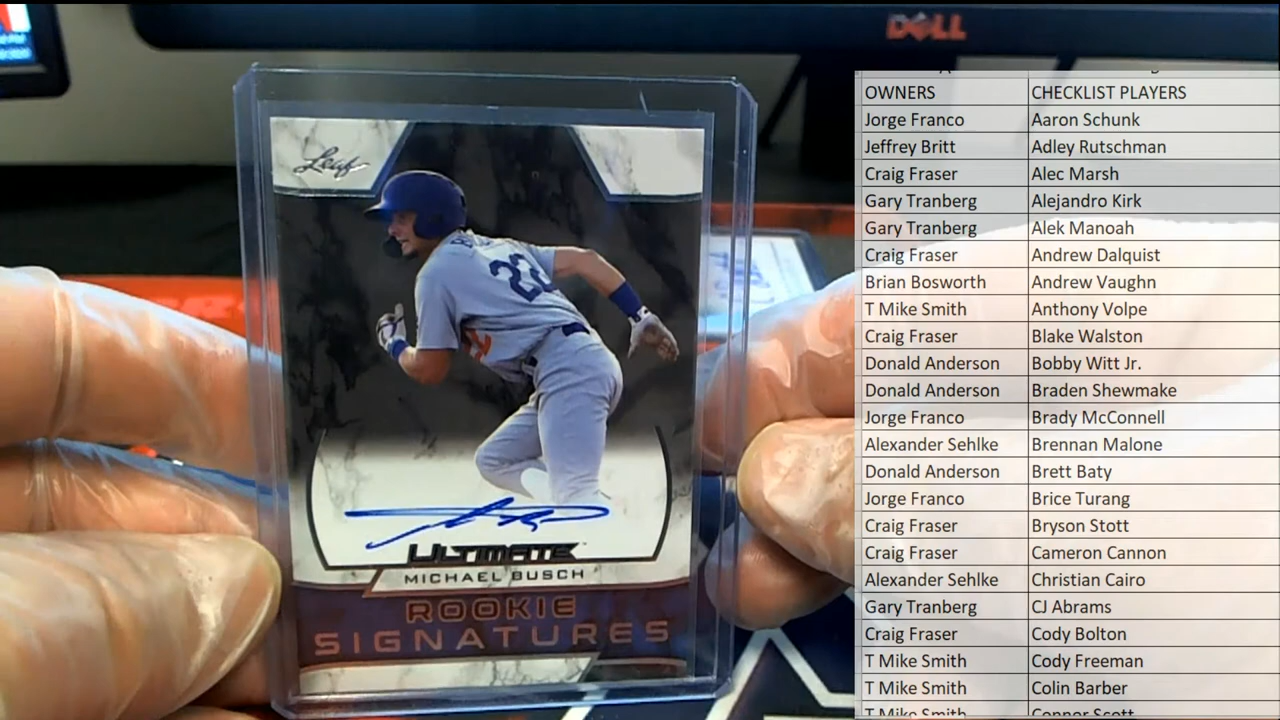 DELL
Leaf
22
ULTIMATE
MICHAEL BUSCH
ROOKIE
SIGNATURES
OWNERS CHECKLIST PLAYERS
Jorge Franco Aaron Schunk
Jeffrey Britt Adley Rutschman
Craig Fraser Alec Marsh
Gary Tranberg Alejandro Kirk
Gary Tranberg Alek Manoah
Craig Fraser Andrew Dalquist
Brian Bosworth Andrew Vaughn
T Mike Smith Anthony Volpe
Craig Fraser Blake Walston
Donald Anderson Bobby Witt Jr.
Donald Anderson Braden Shewmake
Jorge Franco Brady McConnell
Alexander Sehlke Brennan Malone
Donald Anderson Brett Baty
Jorge Franco Brice Turang
Craig Fraser Bryson Stott
Craig Fraser Cameron Cannon
Alexander Sehlke Christian Cairo
Gary Tranberg CJ Abrams
Craig Fraser Cody Bolton
T Mike Smith Cody Freeman
T Mike Smith Colin Barber
T Mike Smith Connor Scott